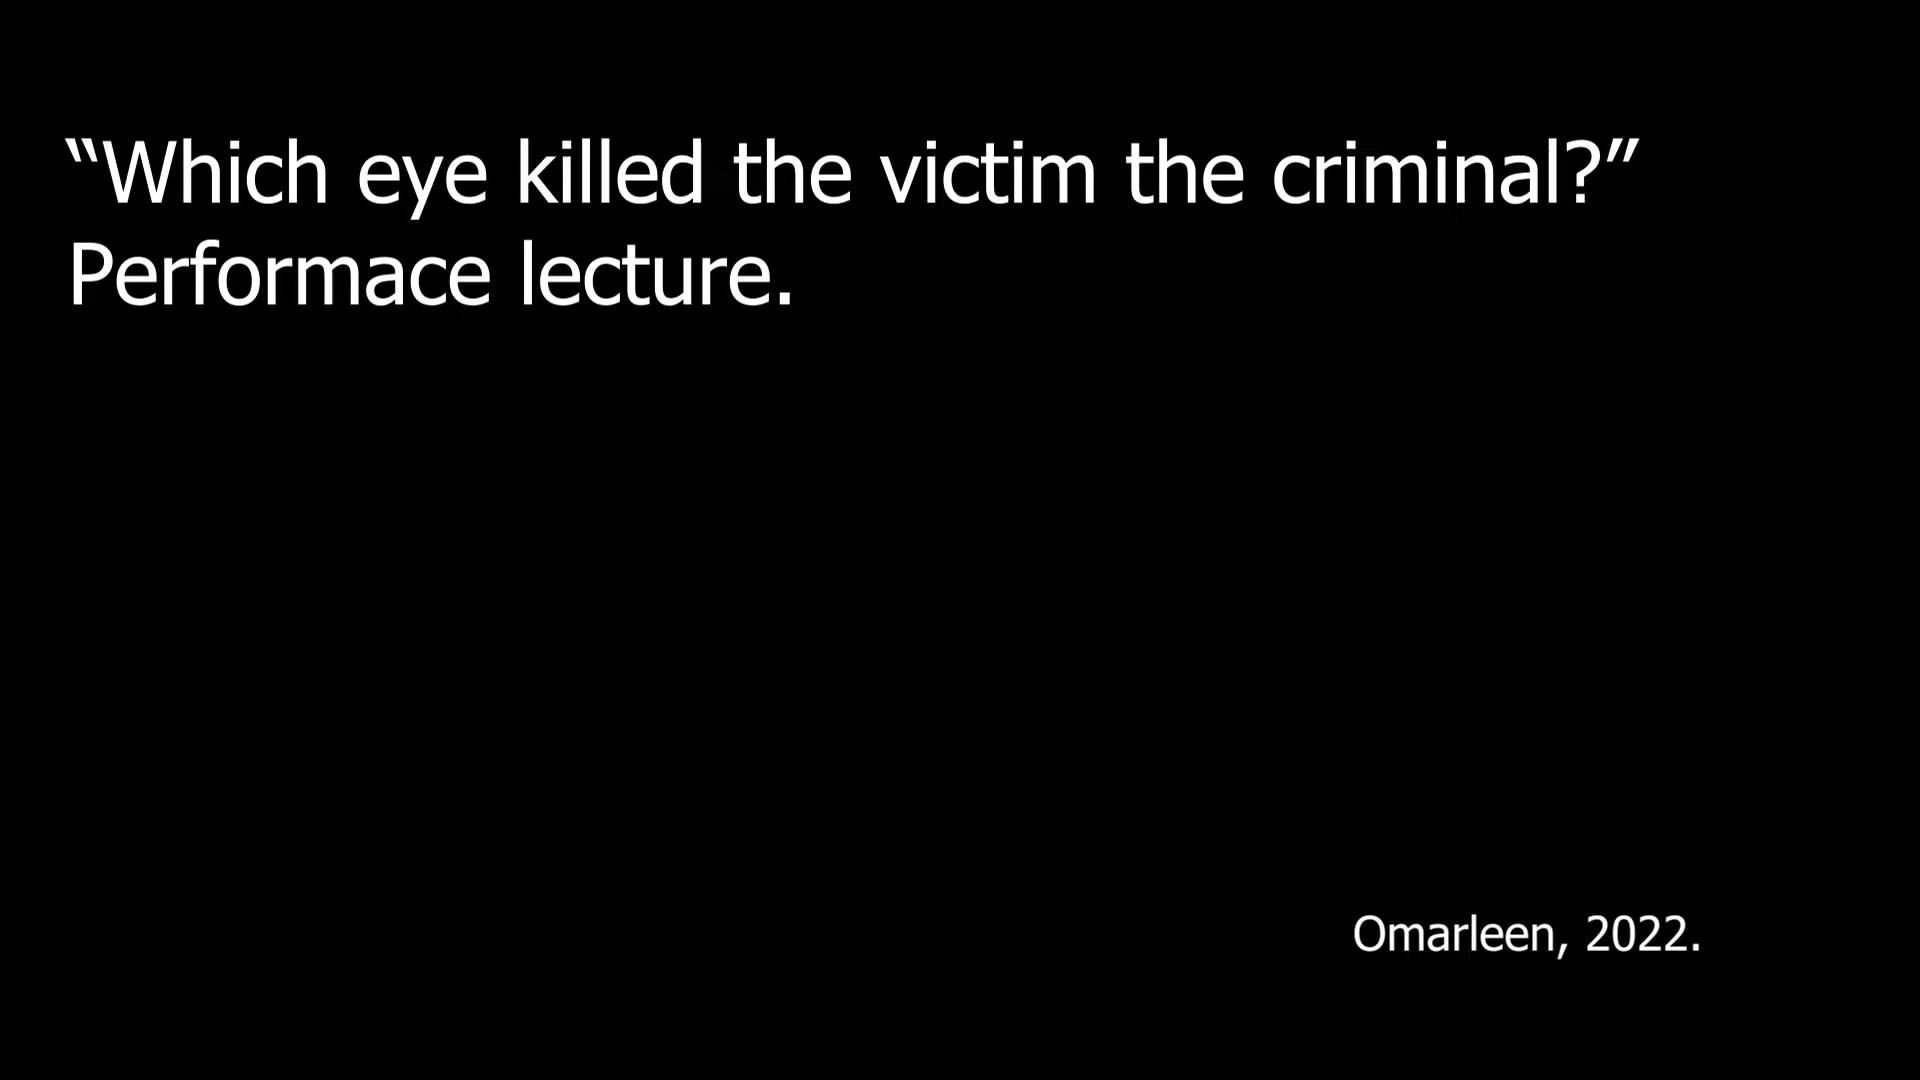 “Which eye killed the victim the criminal?”
Performace lecture.
Omarleen, 2022.